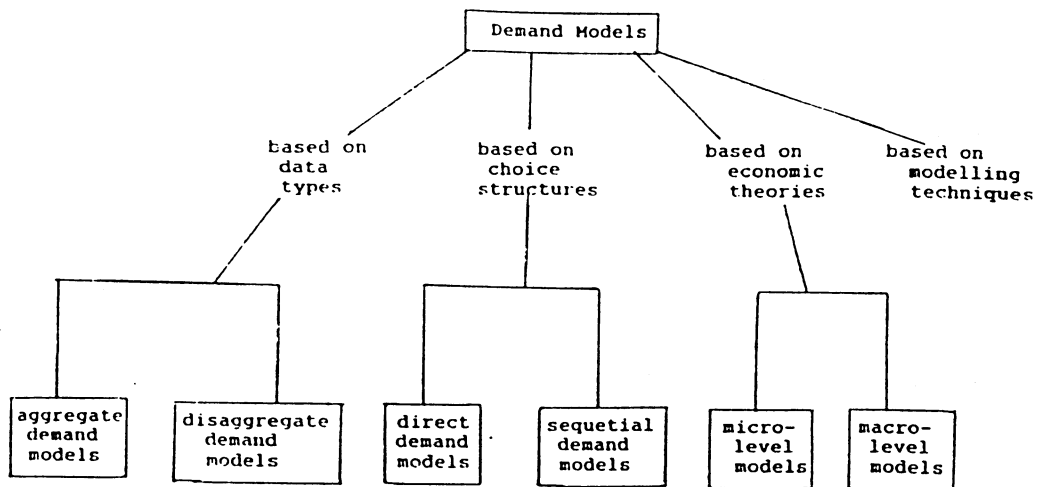 Demand Models
based on
data
types
based on
choice
structures
based on
economic
theories
based on
modelling
techniques
aggregate
demand
models
disaggregate
demand
models
direct
demand
models
sequetial
demand
models
micro-
level
models
macro-
level
models